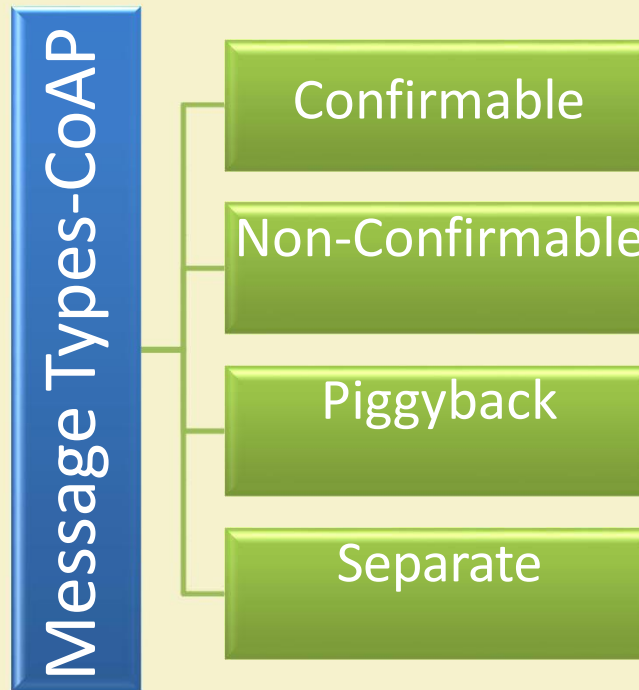 Message Types-CoAP
Confirmable
Non-Confirmable
Piggyback
Separate